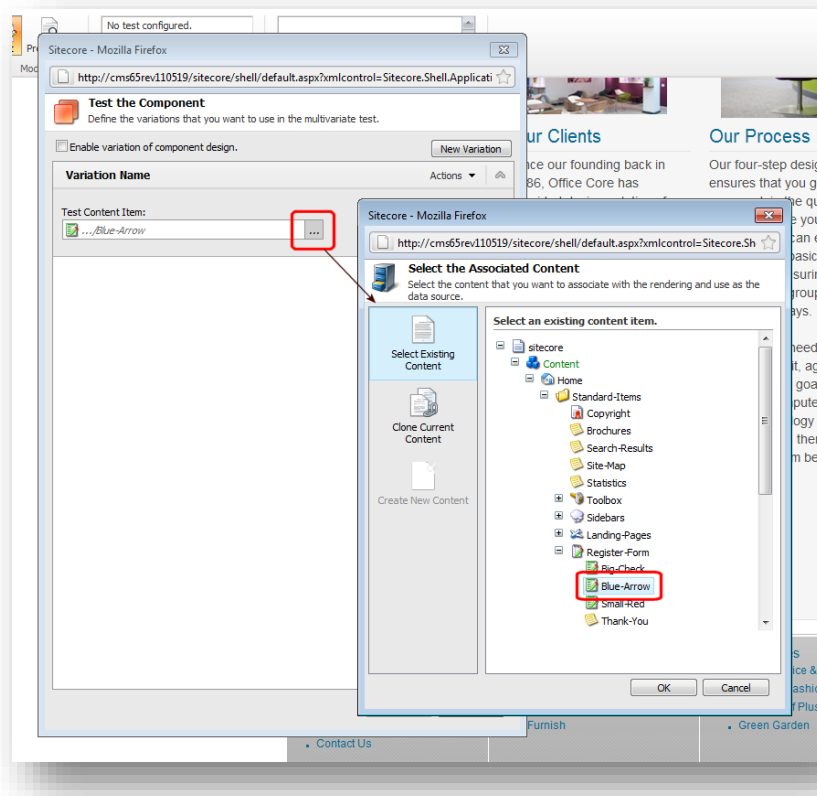 No test configured.
Sitecore - Mozilla Firefox
http://cms65rev110519/sitecore/shell/default.aspx?xmlcontrol=Sitecore.Shell.Applicati
Test the Component
Define the variations that you want to use in the multivariate test.
Enable variation of component design.
New Variation
Variation Name
Actions
Test Content Item:
.../Blue-Arrow
...
Sitecore - Mozilla Firefox
http://cms65rev110519/sitecore/shell/default.aspx?xmlcontrol=Sitecore.Sh
Select the Associated Content
Select the content that you want to associate with the rendering and use as the
data source.
Select Existing
Content
Clone Current
Content
Create New Content
Select an existing content item.
sitecore
Content
Home
Standard-Items
Copyright
Brochures
Search-Results
Site-Map
Statistics
Toolbox
Sidebars
Landing-Pages
Register-Form
Big-Check
Blue-Arrow
Small-Red
Thank-You
OK
Cancel
ur Clients
ce our founding back in
86, Office Core has
Our Process
Our four-step desig
ensures that you g
Furnish
Green Garden
Contact Us